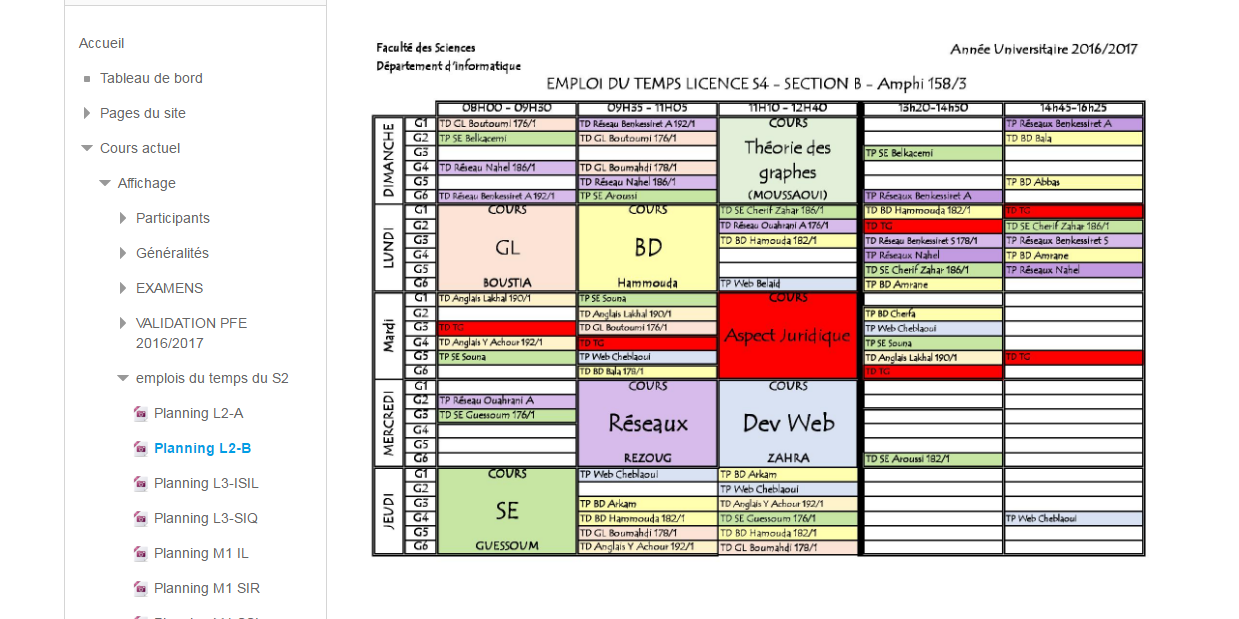 Accueil
Tableau de bord
Pages du site
Cours actuel
Affichage
Participants
Généralités
EXAMENS
VALIDATION PFE
2016/2017
emplois du temps du S2
Planning L2-A
Planning L2-B
Planning L3-ISIL
Planning L3-SIQ
Planning M1 IL
Planning M1 SIR
Faculté des Sciences
Année Universitaire 2016/2017
Département d'Informatique
EMPLOI DU TEMPS LICENCE S4 - SECTION B - Amphi 158/3
08H00 - 09H30 09H35 - 11H05 11H10 - 12H40 13h20-14h50 14h45-16h25
DIMANCHE
G1 TD GL Boutoumi 176/1 TD Réseau Benkessiret A 192/1 COURS TP Réseaux Benkessiret A
G2 TP SE Belkacemi TD GL Boutoumi 176/1 TD BD Bala
Théorie des
G3 TP SE Belkacemi
G4 TD Réseau Nahel 186/1 TD GL Boumahdi 178/1
graphes
G5 TD Réseau Nahel 186/1 TP BD Abbas
G6 TD Réseau Benkessiret A 192/1 TP SE Aroussi (MOUSSAOUI) TP Réseaux Benkessiret A
LUNDI
G1 COURS COURS TD SE Cherif Zahar 186/1 TD BD Hammouda 182/1 TD TG
G2 TD Réseau Ouahrani A 176/1 TD TG TD SE Cherif Zahar 186/1
G3 GL BD TD BD Hamouda 182/1 TD Réseau Benkessiret S 178/1 TP Réseaux Benkessiret S
G4 TP Réseaux Nahel TP BD Amrane
G5 TD SE Cherif Zahar 186/1 TP Réseaux Nahel
G6 BOUSTIA Hammouda TP Web Belaid TP BD Amrane
Mardi
G1 TD Anglais Lakhal 190/1 TP SE Souna COURS
G2 TD Anglais Lakhal 190/1 TP BD Cherfa
G3 TD TG TD GL Boutoumi 176/1 Aspect Juridique TP Web Cheblaoui
G4 TD Anglais Y Achour 192/1 TD TG TP SE Souna
G5 TP SE Souna TP Web Cheblaoui TD Anglais Lakhal 190/1 TD TG
G6 TD BD Bala 178/1 TD TG
MERCREDI
G1 COURS COURS
G2 TP Réseau Ouahrani A
G3 TD SE Guessoum 176/1 Réseaux Dev Web
G4
G5
G6 REZOUG ZAHRA TD SE Aroussi 182/1
JEUDI
G1 COURS TP Web Cheblaoui TP BD Arkam
G2 TP Web Cheblaoui
G3 SE TP BD Arkam TD Anglais Y Achour 192/1
G4 TD BD Hammouda 182/1 TD SE Guessoum 176/1 TP Web Cheblaoui
G5 TD GL Boumahdi 178/1 TD BD Hammouda 182/1
G6 GUESSOUM TD Anglais Y Achour 192/1 TD GL Boumahdi 178/1